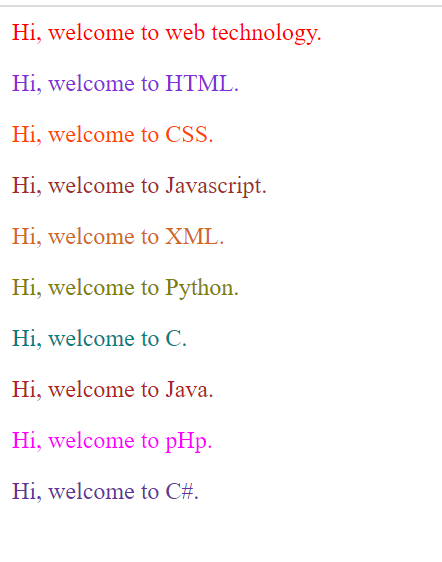 Hi, welcome to web technology.
Hi, welcome to HTML.
Hi, welcome to CSS.
Hi, welcome to Javascript.
Hi, welcome to XML.
Hi, welcome to Python.
Hi, welcome to C.
Hi, welcome to Java.
Hi, welcome to pHp.
Hi, welcome to C#.